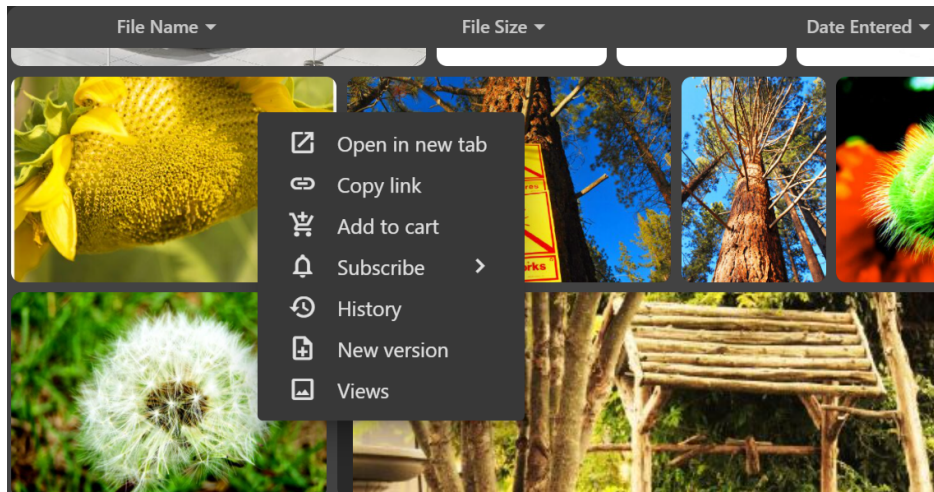 File Name
File Size
Date Entered
Open in new tab
Copy link
Add to cart
Subscribe
History
New version
Views